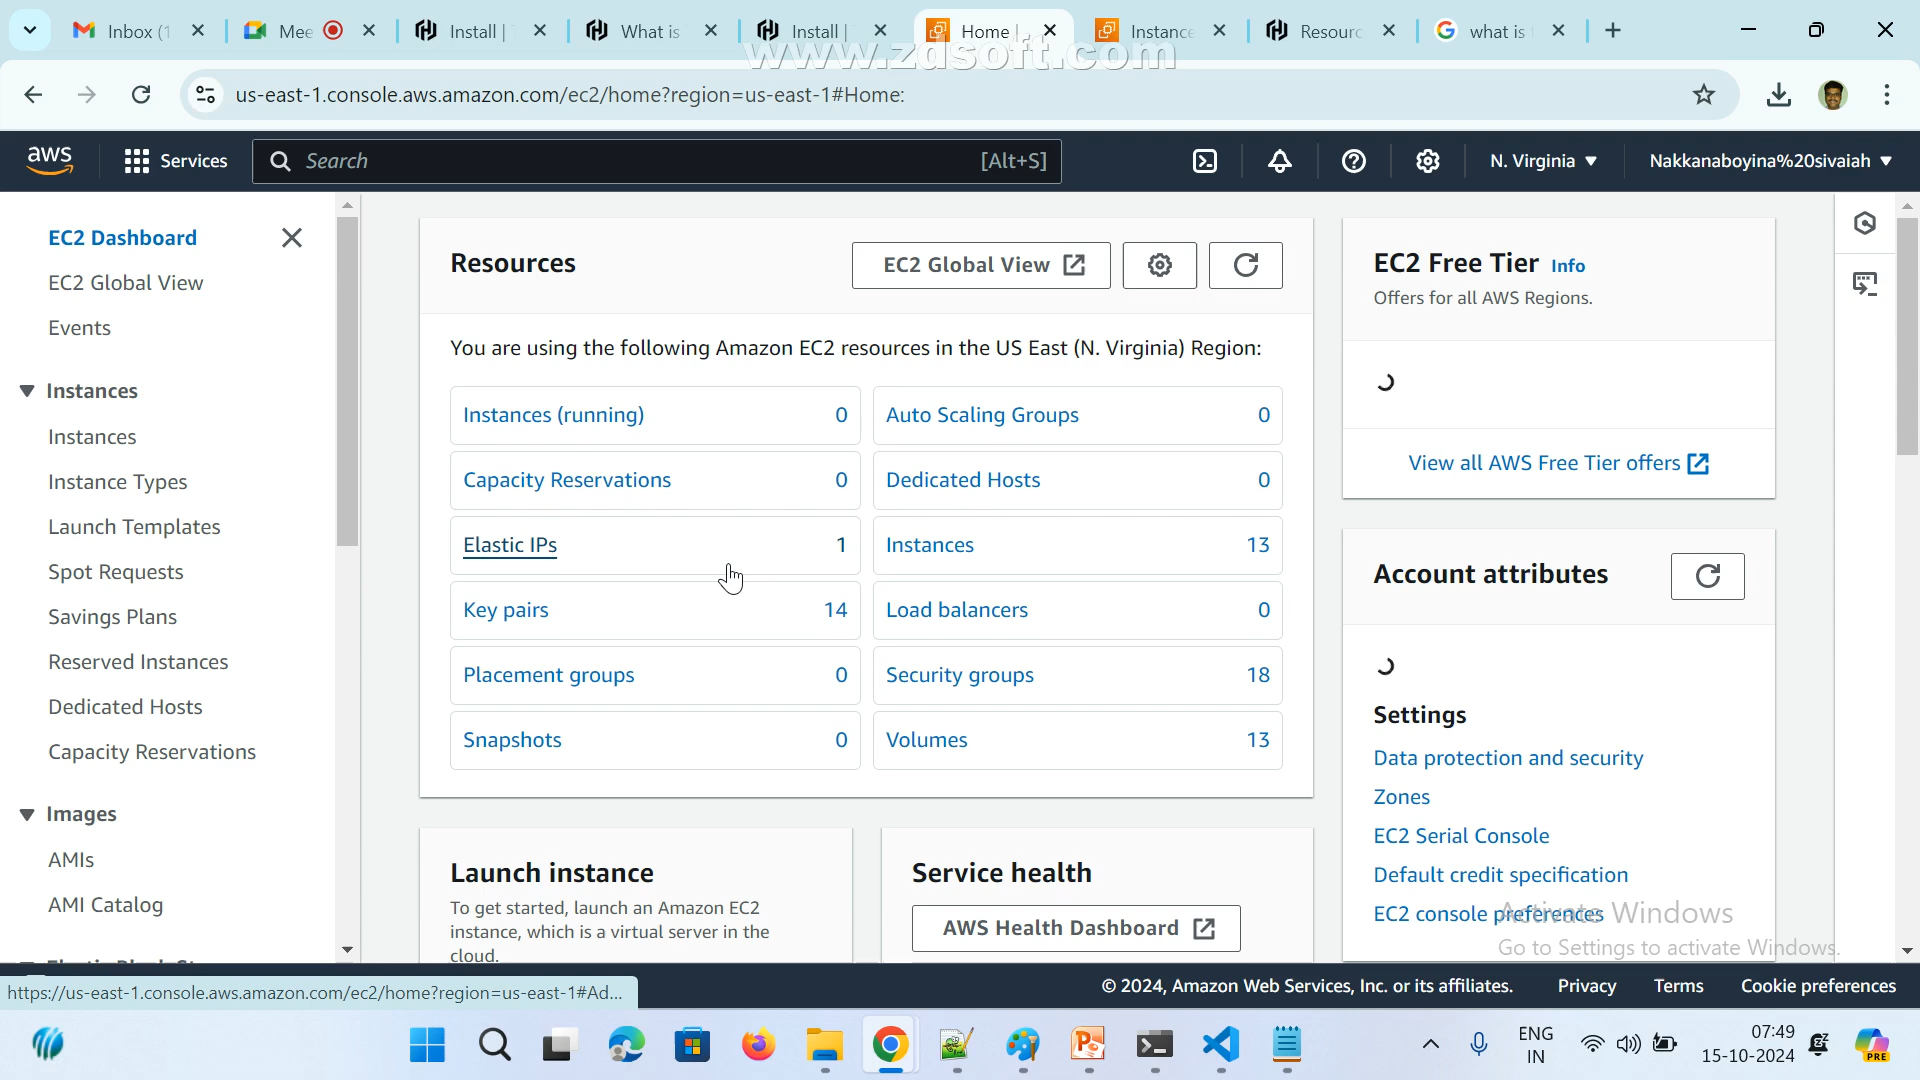 Inbox (1
Mee
Install |
What is
Install |
Home |
Instance
Resourc
what is
www.zdsoft.com
us-east-1.console.aws.amazon.com/ec2/home?region=us-east-1#Home:
aws
Services
Search
[Alt+S]
N. Virginia
Nakkanaboyina%20sivaiah
EC2 Dashboard
EC2 Global View
Events
Instances
Instances
Instance Types
Launch Templates
Spot Requests
Savings Plans
Reserved Instances
Dedicated Hosts
Capacity Reservations
Images
AMIs
AMI Catalog
Resources
EC2 Global View
You are using the following Amazon EC2 resources in the US East (N. Virginia) Region:
Instances (running) 0
Auto Scaling Groups 0
Capacity Reservations 0
Dedicated Hosts 0
Elastic IPs 1
Instances 13
Key pairs 14
Load balancers 0
Placement groups 0
Security groups 18
Snapshots 0
Volumes 13
Launch instance
To get started, launch an Amazon EC2
instance, which is a virtual server in the
cloud.
Service health
AWS Health Dashboard
EC2 Free Tier Info
Offers for all AWS Regions.
View all AWS Free Tier offers
Account attributes
Settings
Data protection and security
Zones
EC2 Serial Console
Default credit specification
EC2 console preferences
Activate Windows
Go to Settings to activate Windows.
https://us-east-1.console.aws.amazon.com/ec2/home?region=us-east-1#Ad...
© 2024, Amazon Web Services, Inc. or its affiliates.
Privacy
Terms
Cookie preferences
ENG
IN
07:49
15-10-2024
PRE